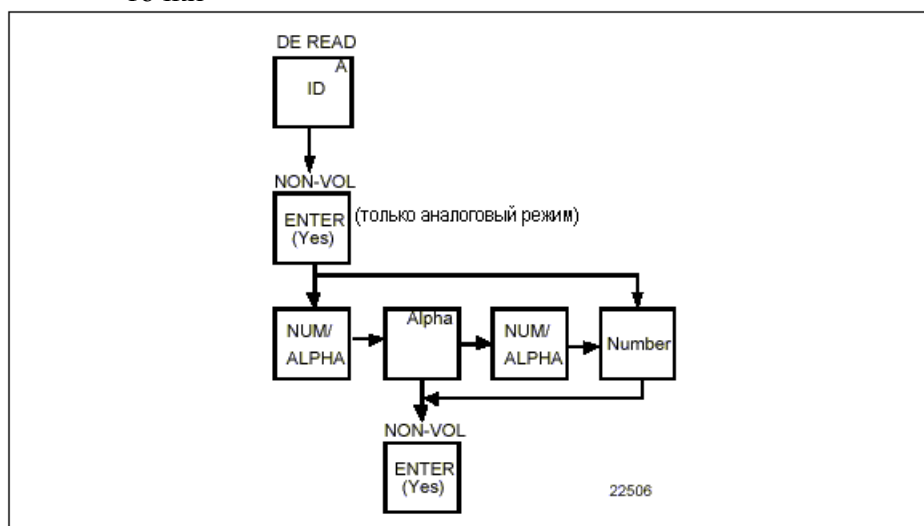 DE READ
A
ID
NON-VOL
ENTER
(Yes)
(только аналоговый режим)
NUM/
ALPHA
Alpha
NUM/
ALPHA
Number
NON-VOL
ENTER
(Yes)
22506